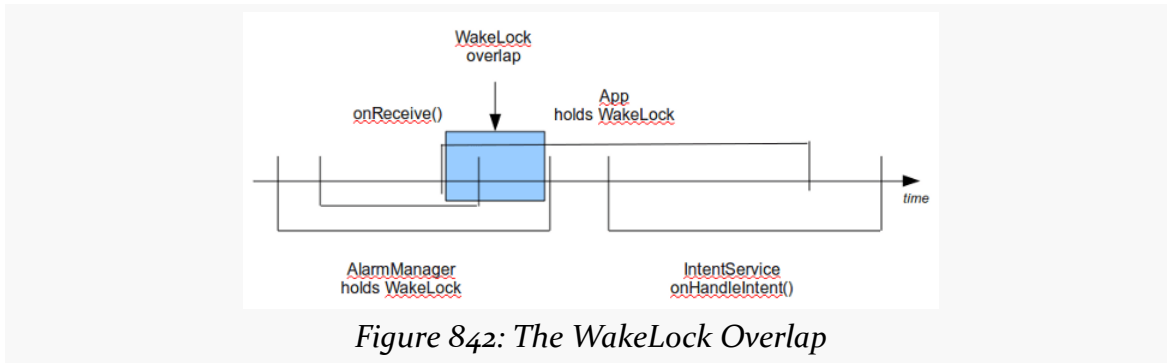 WakeLock
overlap
onReceive()
App
holds WakeLock
time
AlarmManager
holds WakeLock
IntentService
onHandleIntent()
Figure 842: The WakeLock Overlap